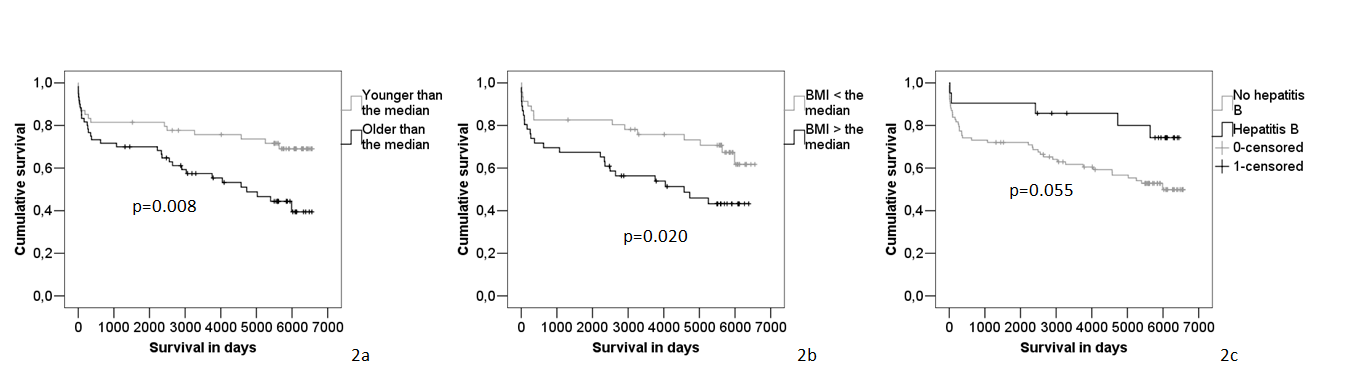 Cumulative survival
1,0
0,8
0,6
0,4
0,2
0,0
p=0.008
0 1000 2000 3000 4000 5000 6000 7000
Survival in days
Younger than
the median
Older than
the median
2a
Cumulative survival
1,0
0,8
0,6
0,4
0,2
0,0
p=0.020
0 1000 2000 3000 4000 5000 6000 7000
Survival in days
BMI < the
median
BMI > the
median
2b
Cumulative survival
1,0
0,8
0,6
0,4
0,2
0,0
p=0.055
0 1000 2000 3000 4000 5000 6000 7000
Survival in days
No hepatitis
B
Hepatitis B
0-censored
1-censored
2c